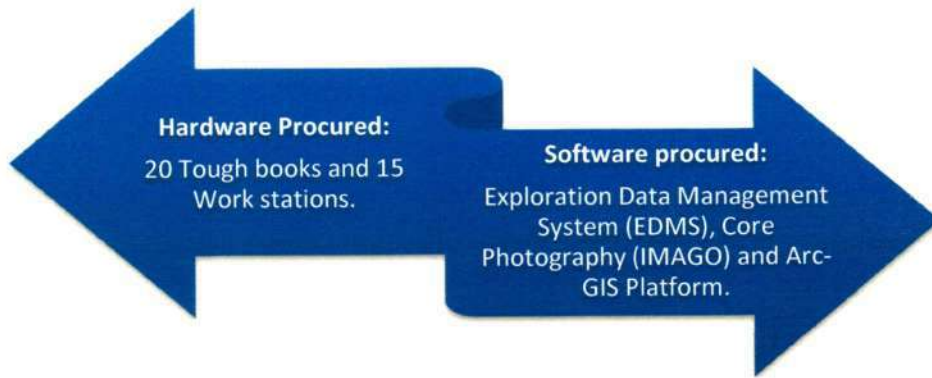 Hardware Procured:
20 Tough books and 15
Work stations.
Software procured:
Exploration Data Management
System (EDMS), Core
Photography (IMAGO) and Arc-
GIS Platform.